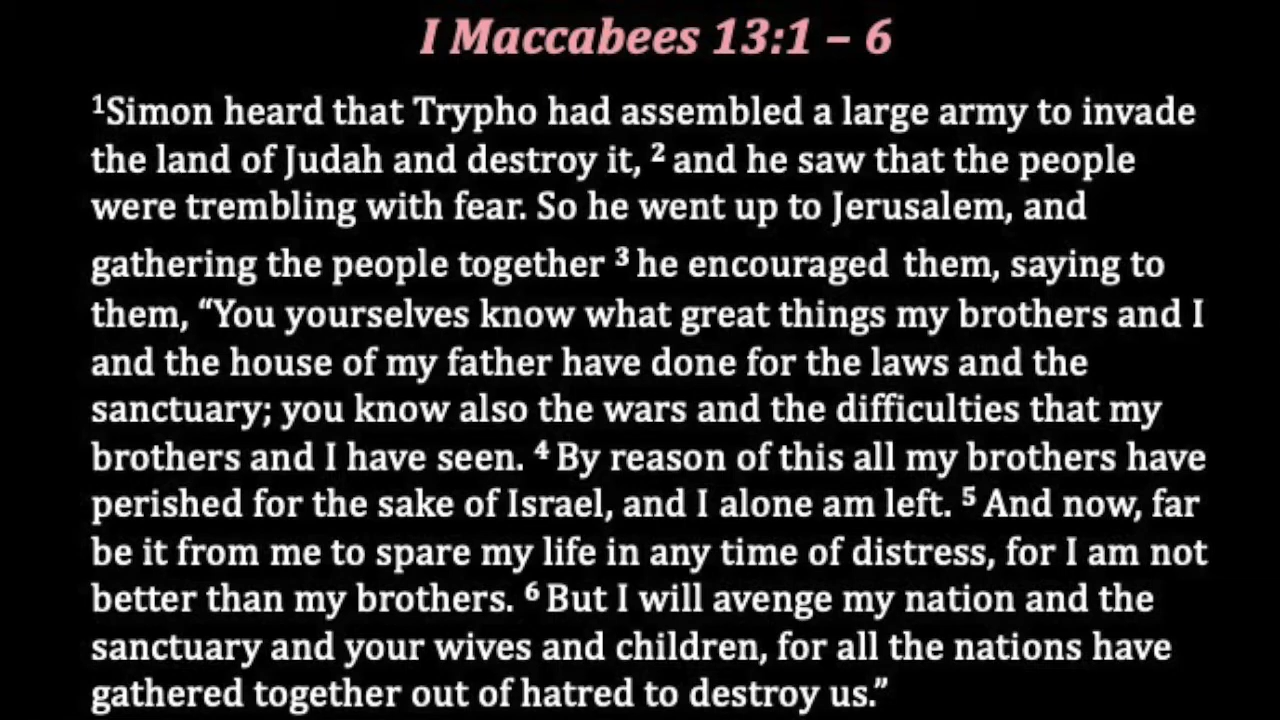 I Maccabees 13:1 – 6
¹Simon heard that Trypho had assembled a large army to invade
the land of Judah and destroy it, ² and he saw that the people
were trembling with fear. So he went up to Jerusalem, and
gathering the people together ³ he encouraged them, saying to
them, “You yourselves know what great things my brothers and I
and the house of my father have done for the laws and the
sanctuary; you know also the wars and the difficulties that my
brothers and I have seen. ⁴ By reason of this all my brothers have
perished for the sake of Israel, and I alone am left. ⁵ And now, far
be it from me to spare my life in any time of distress, for I am not
better than my brothers. ⁶ But I will avenge my nation and the
sanctuary and your wives and children, for all the nations have
gathered together out of hatred to destroy us.”